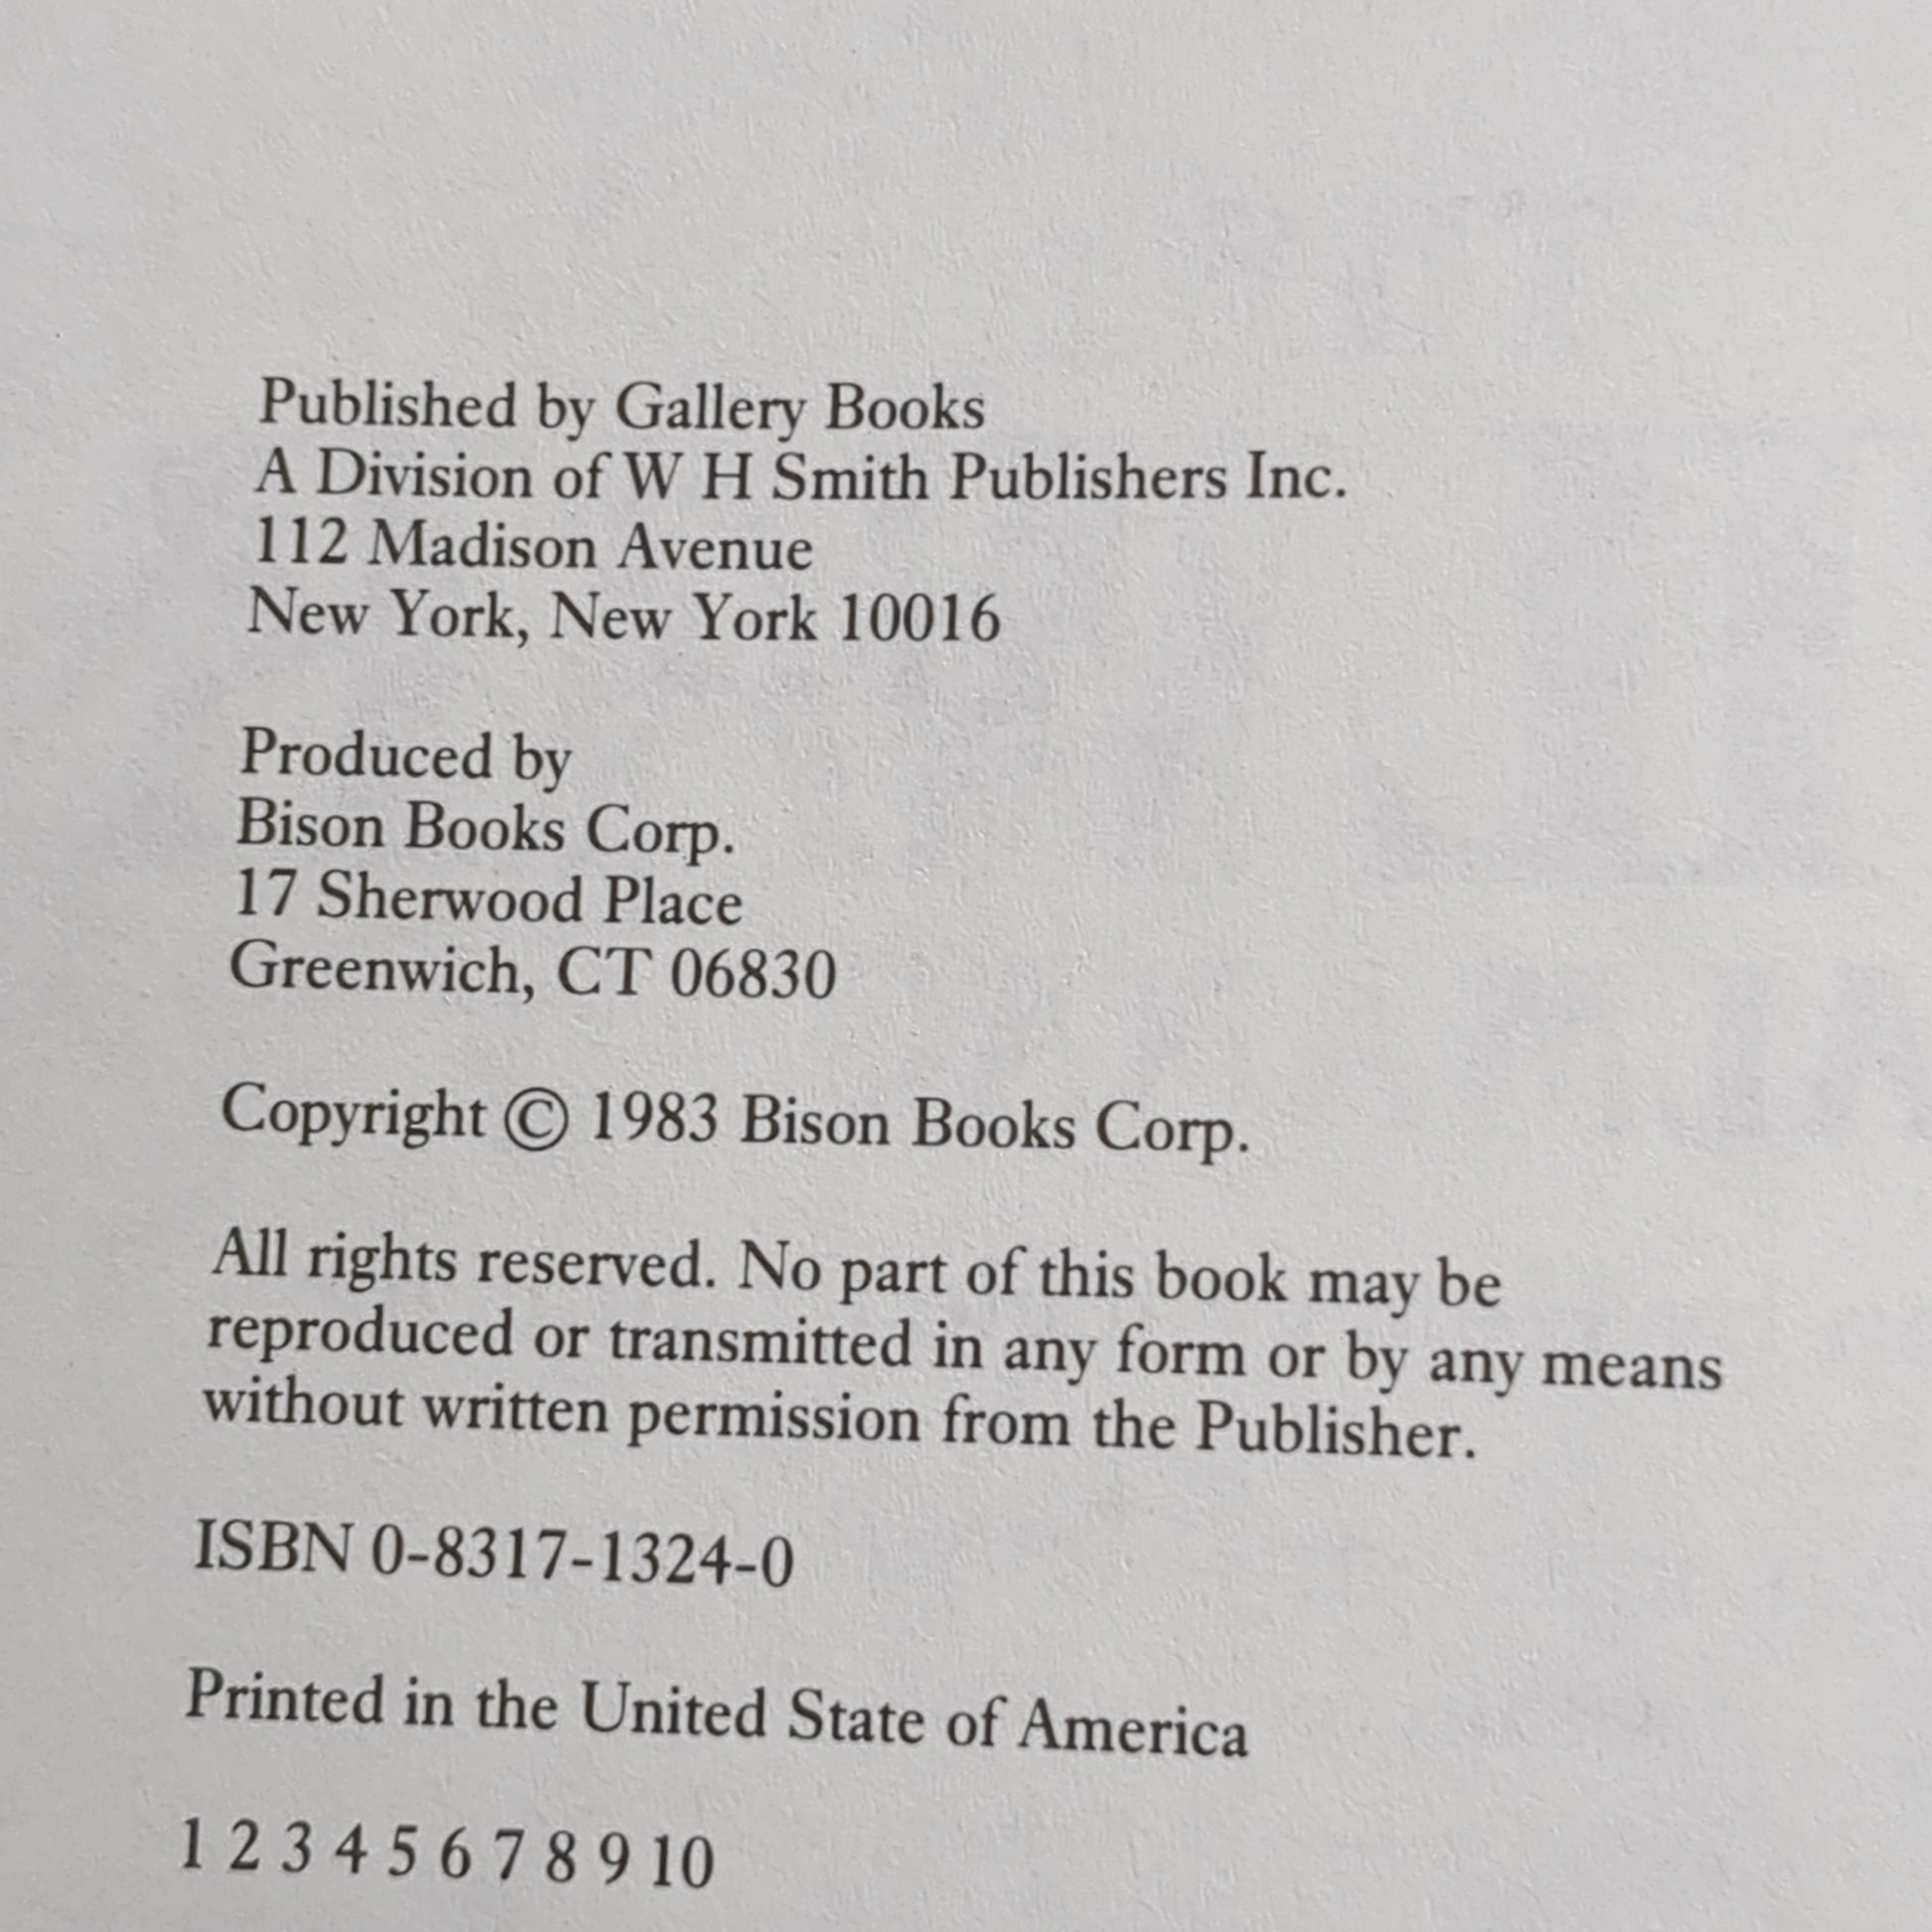 Published by Gallery Books
A Division of W H Smith Publishers Inc.
112 Madison Avenue
New York, New York 10016
Produced by
Bison Books Corp.
17 Sherwood Place
Greenwich, CT 06830
Copyright © 1983 Bison Books Corp.
All rights reserved. No part of this book may be
reproduced or transmitted in any form or by any means
without written permission from the Publisher.
ISBN 0-8317-1324-0
Printed in the United State of America
1 2 3 4 5 6 7 8 9 10